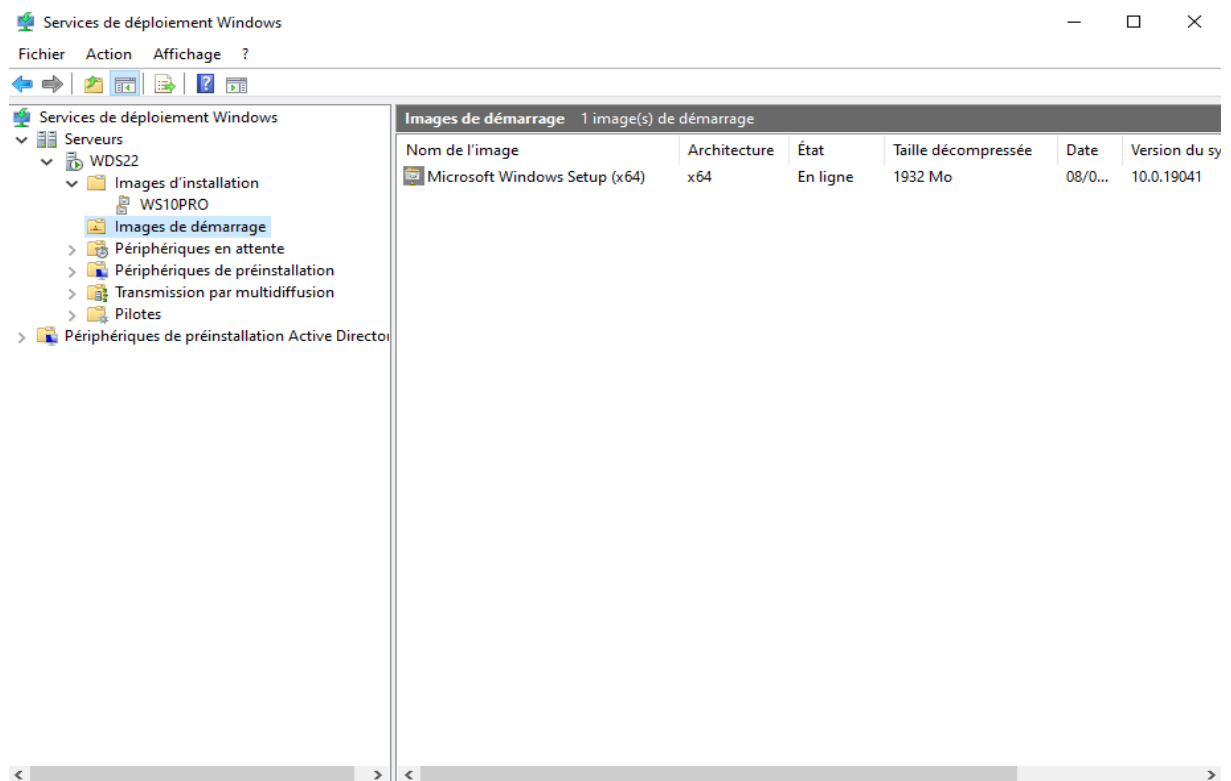 Services de déploiement Windows
Fichier Action Affichage ?
Services de déploiement Windows
Serveurs
WDS22
Images d'installation
WS10PRO
Images de démarrage
Périphériques en attente
Périphériques de préinstallation
Transmission par multidiffusion
Pilotes
Périphériques de préinstallation Active Director
Images de démarrage 1 image(s) de démarrage
Nom de l'image Architecture État Taille décompressée Date Version du sy
Microsoft Windows Setup (x64) x64 En ligne 1932 Mo 08/0... 10.0.19041